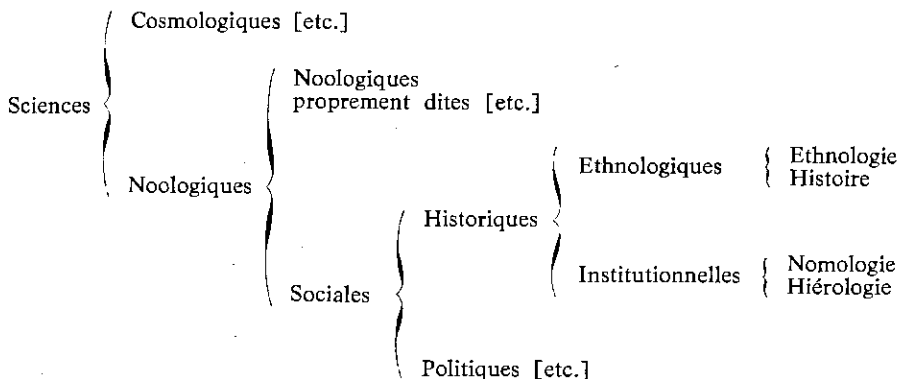 Cosmologiques [etc.]
Sciences
Noologiques
Noologiques
proprement dites [etc.]
Sociales
Historiques
Ethnologiques
Ethnologie
Histoire
Institutionnelles
Nomologie
Hiérologie
Politiques [etc.]